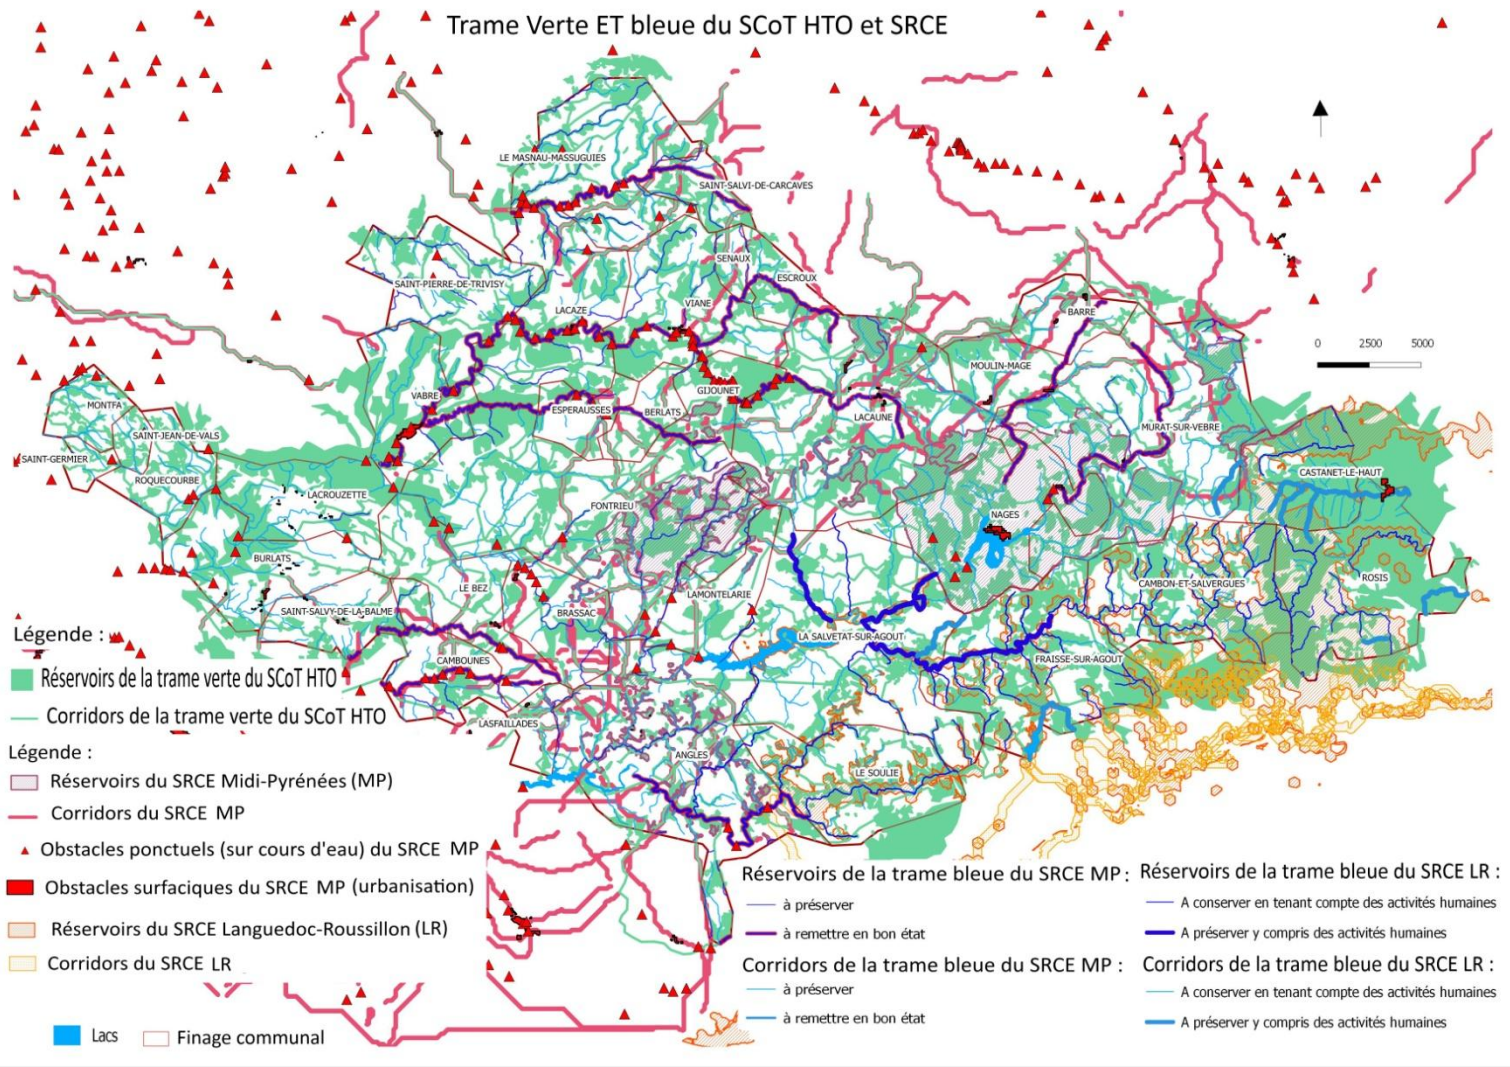 Trame Verte ET bleue du SCoT HTO et SRCE
LE MASNAU-MASSUGUIES
SAINT-SALVI-DE-CARCAVES
SENAUX
ESCROUX
SAINT-PIERRE-DE-TRIVISY
LACAZE
VIANE
BARRE
0 2500 5000
MOULIN-MAGE
GIJOUNET
VABRE
ESPERAUSSES
BERLATS
LACAUNE
MURAT-SUR-VEBRE
MONTFA
SAINT-JEAN-DE-VALS
SAINT-GERMIER
ROQUECOURBE
CASTANET-LE-HAUT
LACROUZETTE
FONTRIEU
NAGES
BURLATS
LE BEZ
LAMONTELARIE
CAMBON-ET-SALVERGUES
ROSIS
SAINT-SALVY-DE-LA-BALME
BRASSAC
LA SALVETAT-SUR-AGOUT
CAMBOUNES
FRAISSE-SUR-AGOUT
LASFAILLADES
ANGLES
LE SOULIE
Légende :
Réservoirs de la trame verte du SCoT HTO
Corridors de la trame verte du SCoT HTO
Légende :
Réservoirs du SRCE Midi-Pyrénées (MP)
Corridors du SRCE MP
Obstacles ponctuels (sur cours d'eau) du SRCE MP
Obstacles surfaciques du SRCE MP (urbanisation)
Réservoirs du SRCE Languedoc-Roussillon (LR)
Corridors du SRCE LR
Lacs
Finage communal
Réservoirs de la trame bleue du SRCE MP :
à préserver
à remettre en bon état
Corridors de la trame bleue du SRCE MP :
à préserver
à remettre en bon état
Réservoirs de la trame bleue du SRCE LR :
A conserver en tenant compte des activités humaines
A préserver y compris des activités humaines
Corridors de la trame bleue du SRCE LR :
A conserver en tenant compte des activités humaines
A préserver y compris des activités humaines